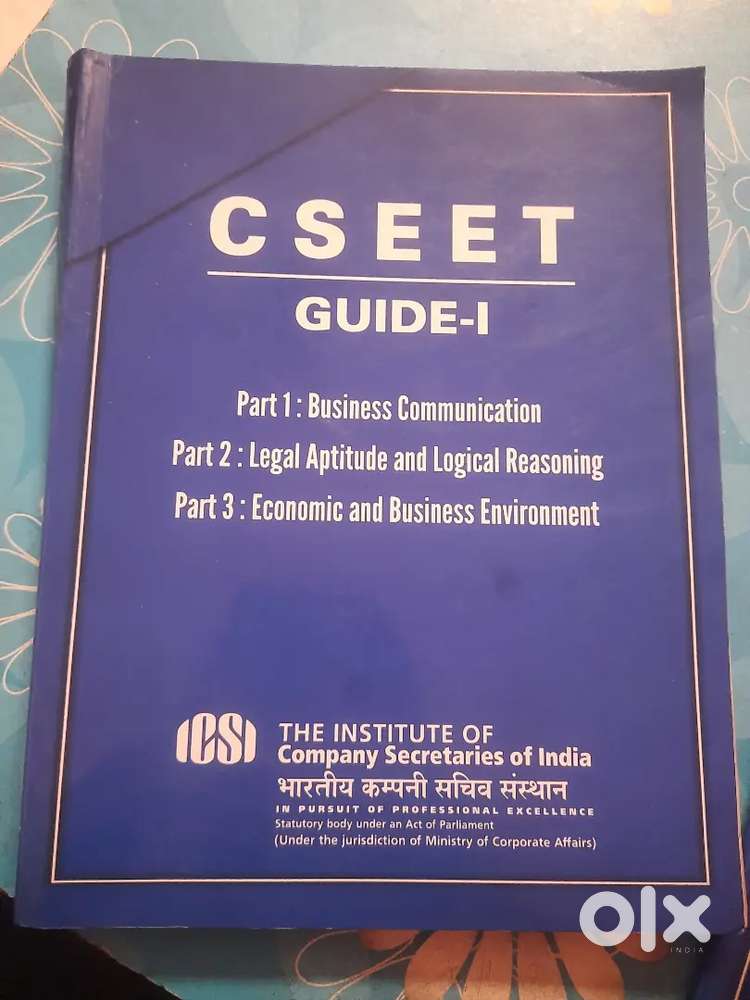 CSEET
GUIDE-I
Part 1 : Business Communication
Part 2 : Legal Aptitude and Logical Reasoning
Part 3 : Economic and Business Environment
ICSI
THE INSTITUTE OF
Company Secretaries of India
भारतीय कम्पनी सचिव संस्थान
IN PURSUIT OF PROFESSIONAL EXCELLENCE
Statutory body under an Act of Parliament
(Under the jurisdiction of Ministry of Corporate Affairs)
olx
INDIA